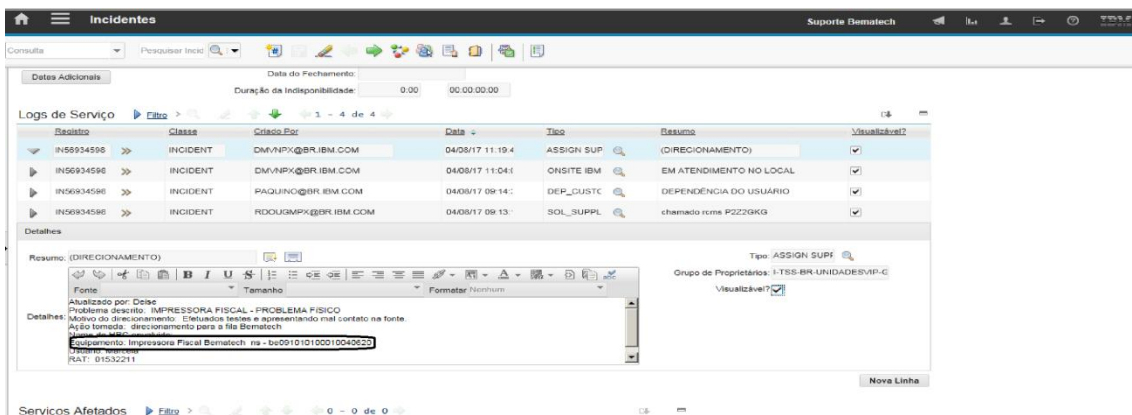 Incidentes
Suporte Bematech
Consulta
Pesquisar Incid
Datas Adicionais
Data do Fechamento:
Duração da Indisponibilidade: 0:00 00:00:00:00
Logs de Serviço Filtro 1 - 4 de 4
Registro Classe Criado Por Data Tipo Resumo Visualizável?
IN56934598 INCIDENT DMVNPX@BR.IBM.COM 04/08/17 11:19:4 ASSIGN SUP (DIRECIONAMENTO)
IN56934598 INCIDENT DMVNPX@BR.IBM.COM 04/08/17 11:04:( ONSITE IBM EM ATENDIMENTO NO LOCAL
IN56934598 INCIDENT PAQUINO@BR.IBM.COM 04/08/17 09:14: DEP_CUSTC DEPENDÊNCIA DO USUÁRIO
IN56934598 INCIDENT RDOUGMPX@BR.IBM.COM 04/08/17 09:13: SOL_SUPPL chamado rcms P2Z2GKG
Detalhes
Resumo: (DIRECIONAMENTO)
Tipo: ASSIGN SUPF
Grupo de Proprietários: I-TSS-BR-UNIDADESVIP-C
Visualizável?
B I U S
Fonte Tamanho Formatar Nenhum
Detalhes:
Atualizado por: Deise
Problema descrito: IMPRESSORA FISCAL - PROBLEMA FÍSICO
Motivo do direcionamento: Efetuados testes e apresentando mal contato na fonte.
Ação tomada: direcionamento para a fila Bematech
Equipamento: Impressora Fiscal Bematech ns - be091010100010040620
Usuário: Marcela
RAT: 01532211
Nova Linha
Serviços Afetados Filtro 0 - 0 de 0